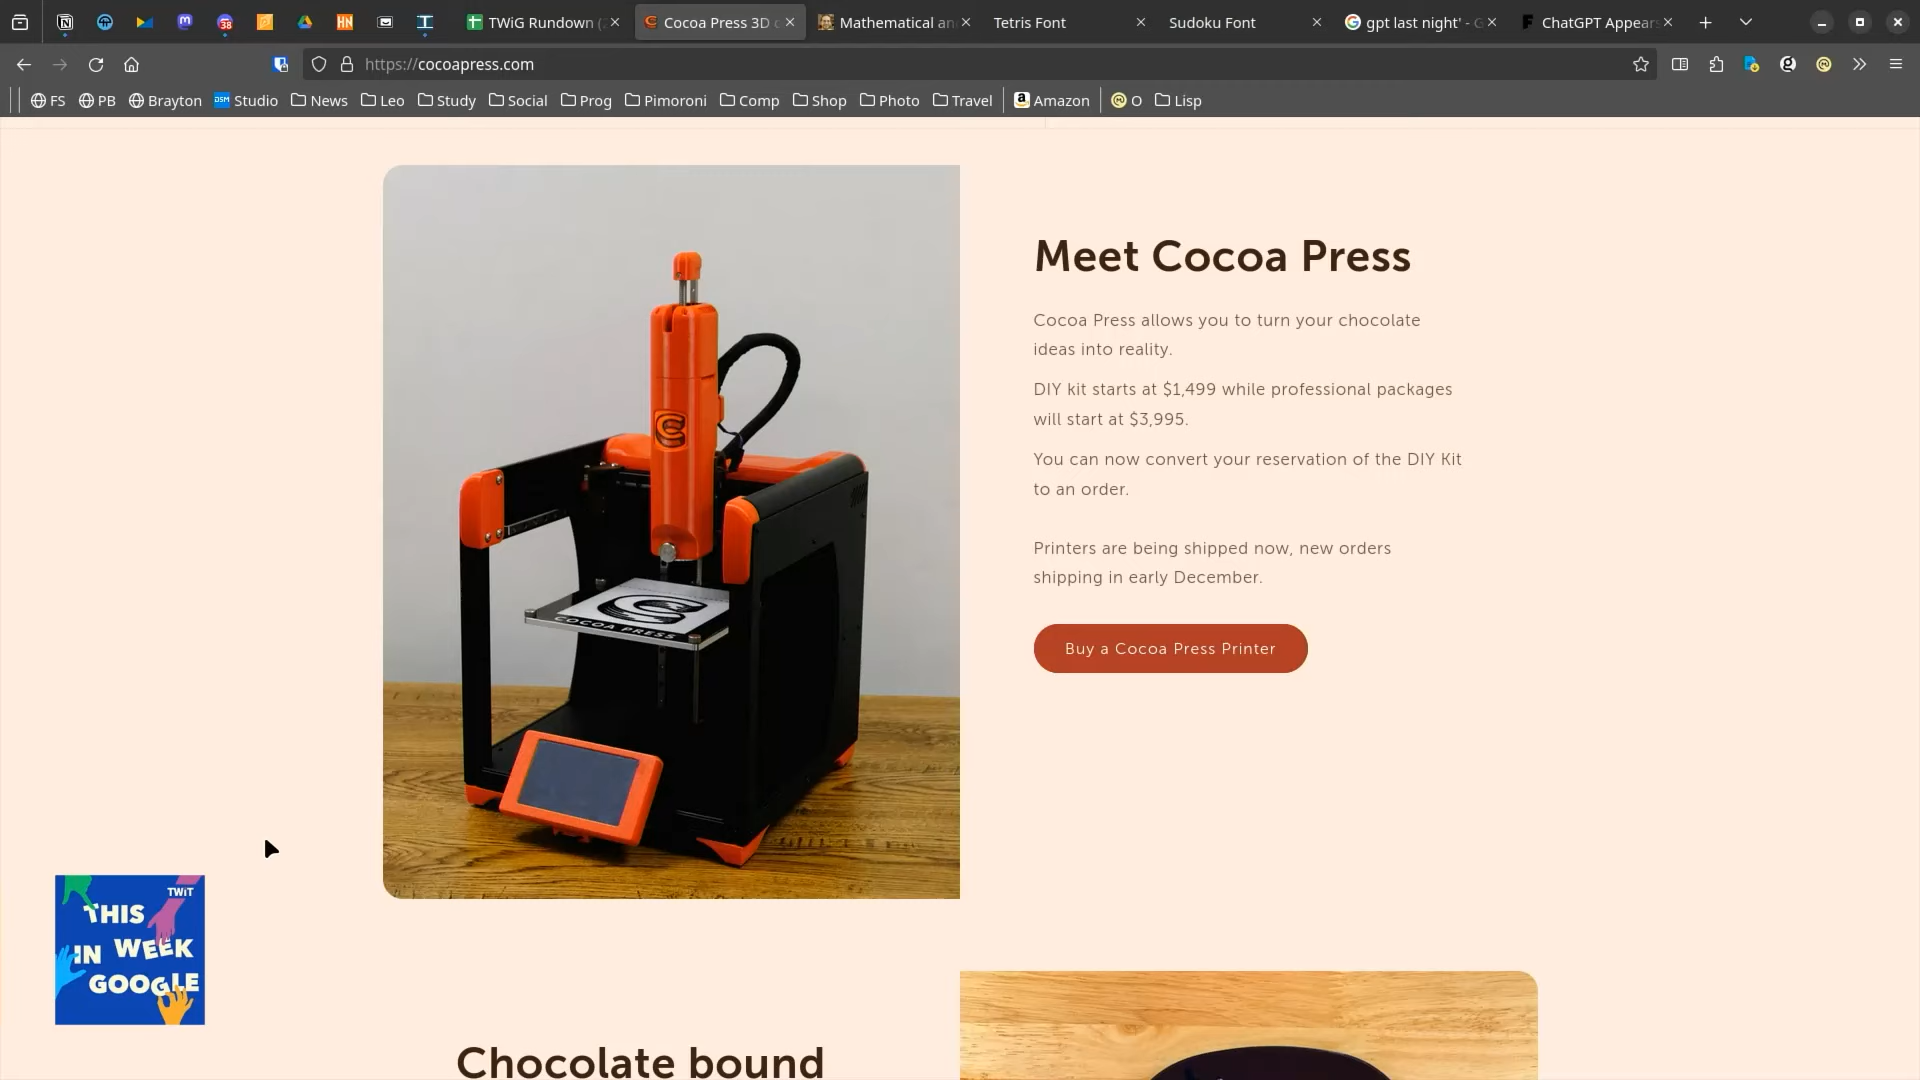 TWiG Rundown (
Cocoa Press 3D c
Mathematical an
Tetris Font
Sudoku Font
gpt last night' - G
ChatGPT Appear
38
HN
https://cocoapress.com
FS
PB
Brayton
DSM
Studio
News
Leo
Study
Social
Prog
Pimoroni
Comp
Shop
Photo
Travel
Amazon
O
Lisp
Meet Cocoa Press
Cocoa Press allows you to turn your chocolate
ideas into reality.
DIY kit starts at $1,499 while professional packages
will start at $3,995.
You can now convert your reservation of the DIY Kit
to an order.
Printers are being shipped now, new orders
shipping in early December.
Buy a Cocoa Press Printer
COCOA PRESS
TWiT
THIS
IN WEEK
GOOGLE
Chocolate bound